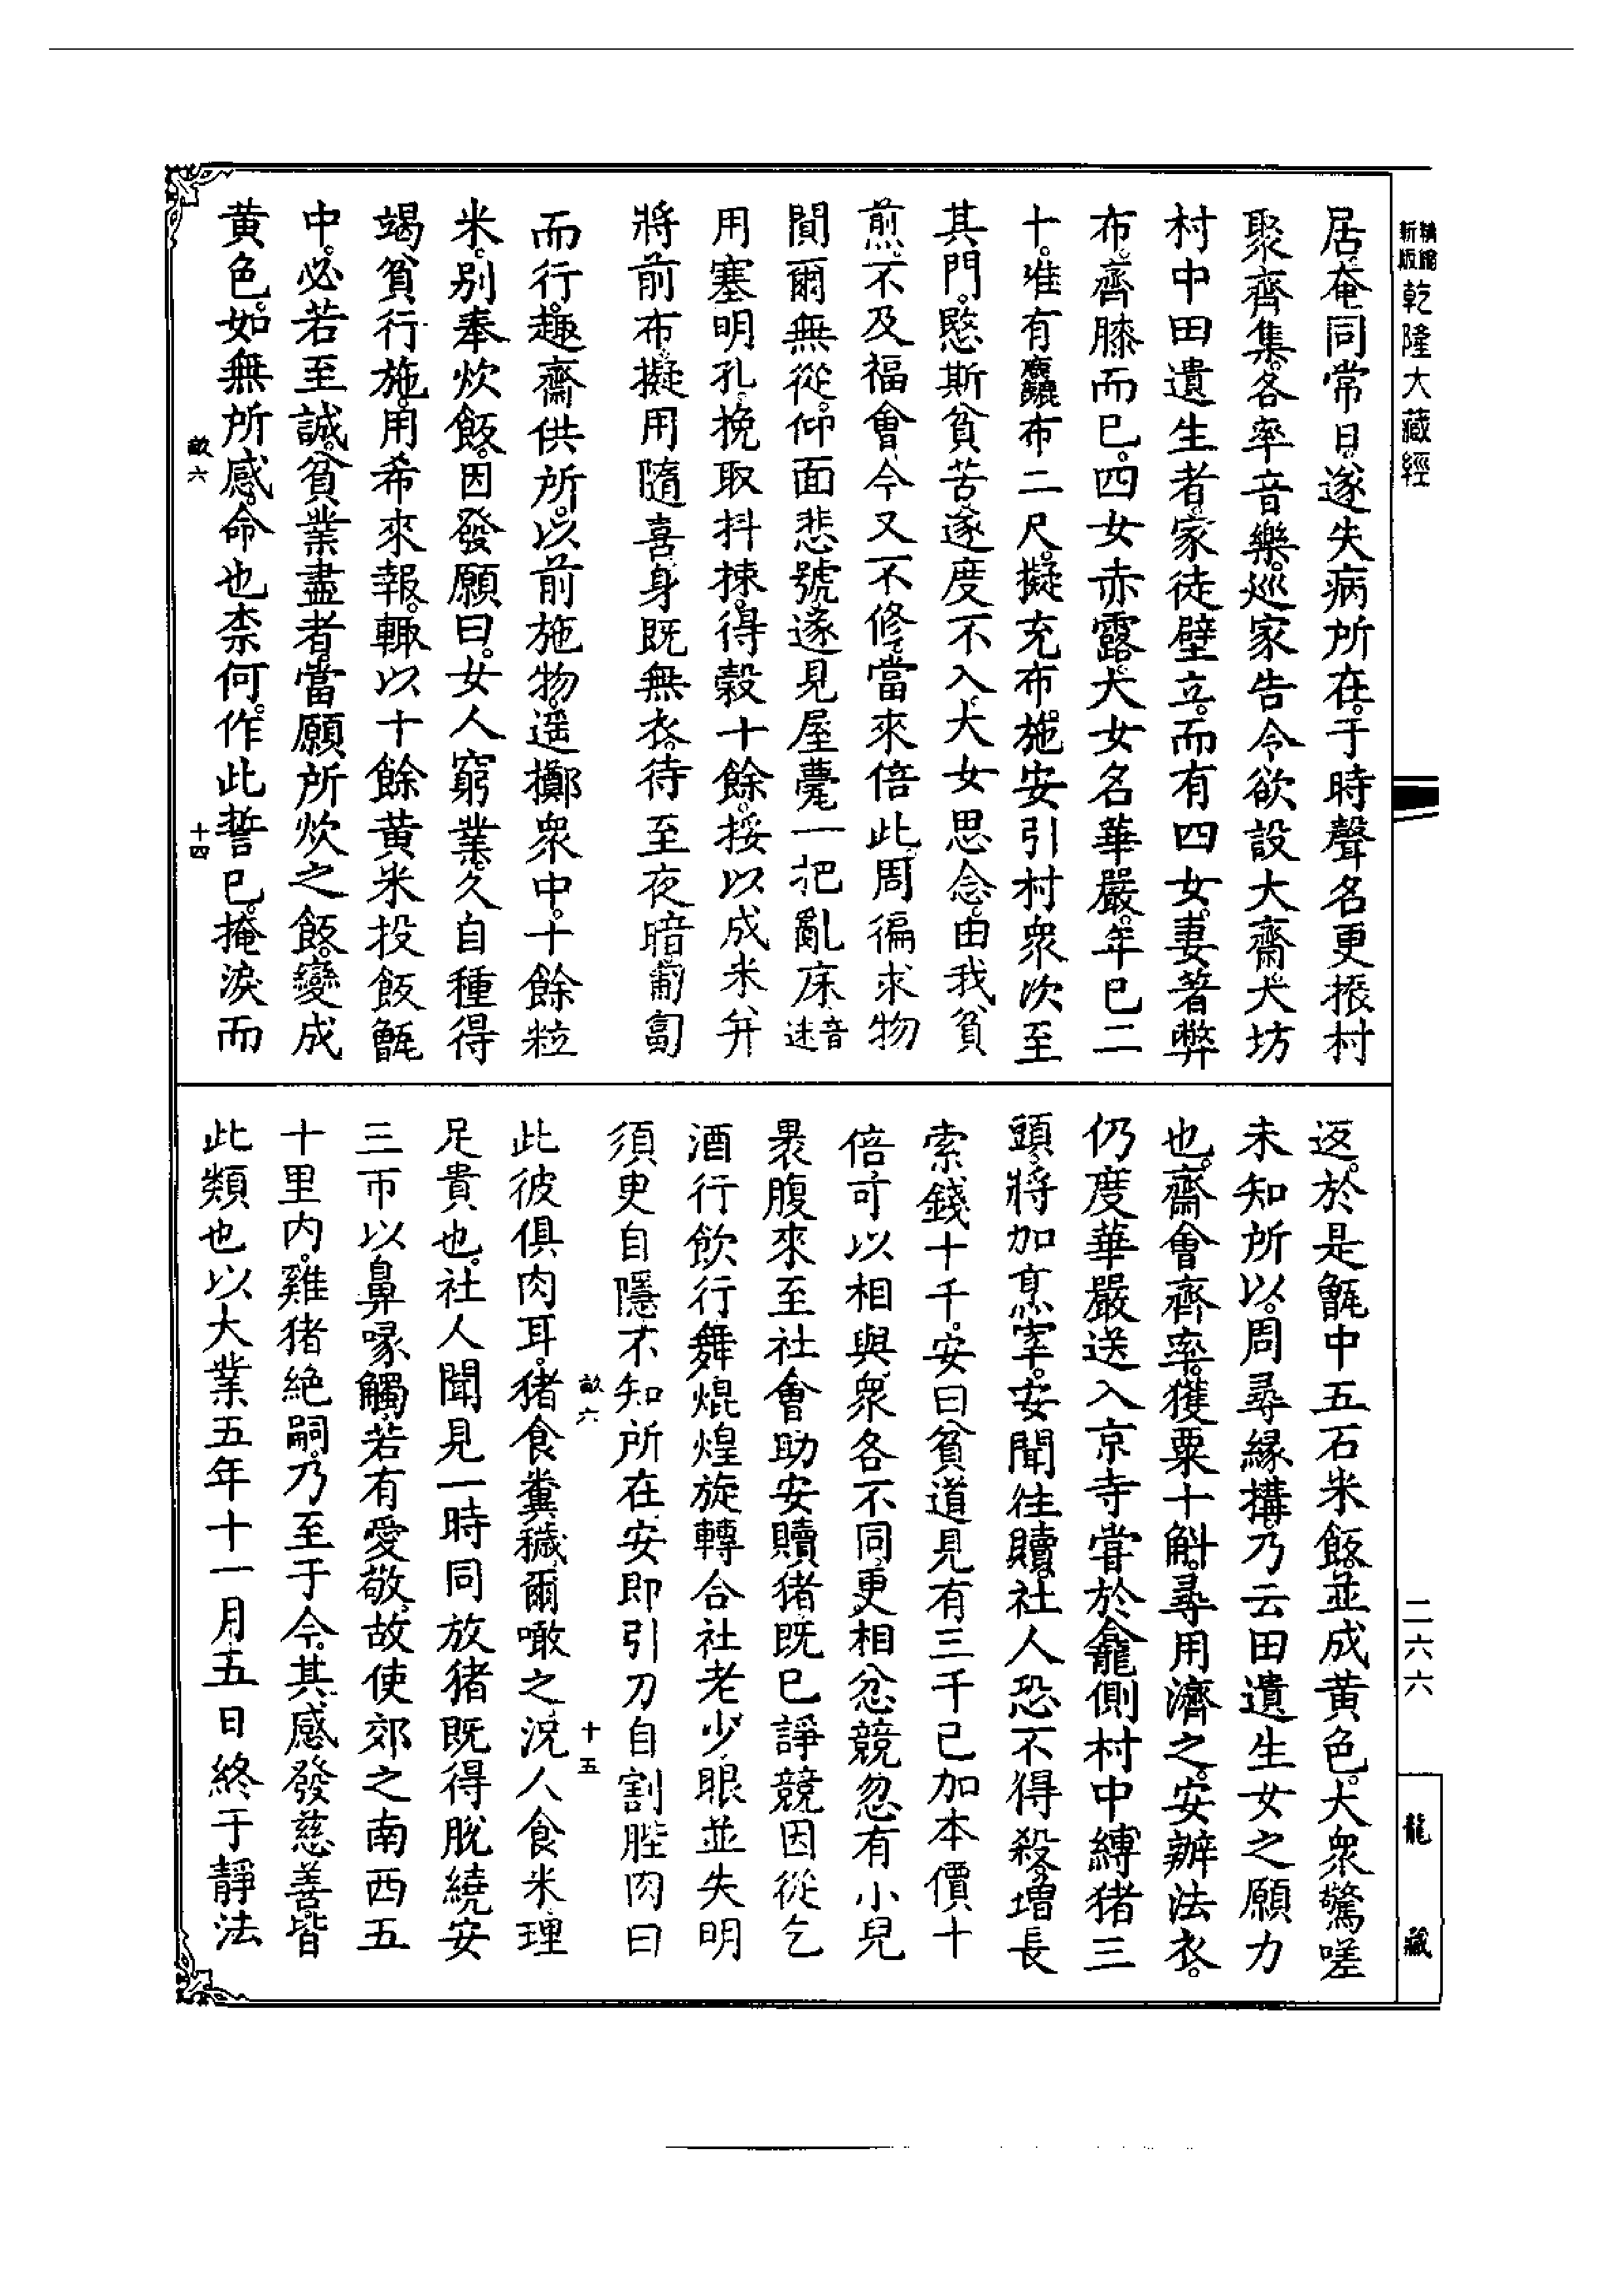 精繪新版乾隆大藏經
居。奄同常日。遂失病所在。于時聲名更振。村
聚齊集。各率音樂。巡家告令。欲設大齋。大坊
村中田遺生者。家徒壁立。而有四女。妻著弊
布。齊膝而已。四女赤露。大女名華嚴。年已二
十。唯有麤布二尺。擬充布施。安引村衆。次至
其門。愍斯貧苦。遂度不入。大女思念。由我貧
煎。不及福會。今又不修。當來倍此。周徧求物
閴爾無從。仰面悲號。遂見屋甍一把亂床音迷
用塞明孔。挽取抖揀。得穀十餘。挼以成米。并
將前布。擬用隨喜。身既無衣。待至夜暗。匍匐
而行。趣齋供所。以前施物。遥擲衆中。十餘粒
米。别奉炊飯。因發願曰。女人窮業。久自種得
竭貧行施。用希來報。輒以十餘黄米投飯甑
中。必若至誠。貧業盡者。當願所炊之飯。變成
黄色。如無所感。命也柰何。作此誓已。掩淚而
畝六 十四
返。於是甑中五石米飯。並成黄色。大衆驚嗟
未知所以。周尋縁構。乃云田遺生女之願力
也。齋會齊率。獲粟十斛。尋用濟之。安辦法衣。
仍度華嚴送入京寺。嘗於龕側村中縛猪三
頭。將加烹宰。安聞往贖。社人恐不得殺。增長
索錢十千。安曰貧道見有三千。已加本價十
倍。可以相與。衆各不同。更相忿競。忽有小兒
褁腹來至社會。助安贖猪。既已諍競。因從乞
酒行飲行舞。焜煌旋轉。合社老少。眼並失明
須臾自隱。不知所在。安即引刀自割䏶肉曰
此彼俱肉耳。猪食糞穢。爾噉之。況人食米理
足貴也。社人聞見一時同放。猪既得脫繞安
三帀以鼻喙觸。若有愛敬。故使郊之南西五
十里内。雞猪絶嗣。乃至于今。其感發慈善。皆
此類也以大業五年十一月五日終于靜法
畝六 十五
二六六
龍藏